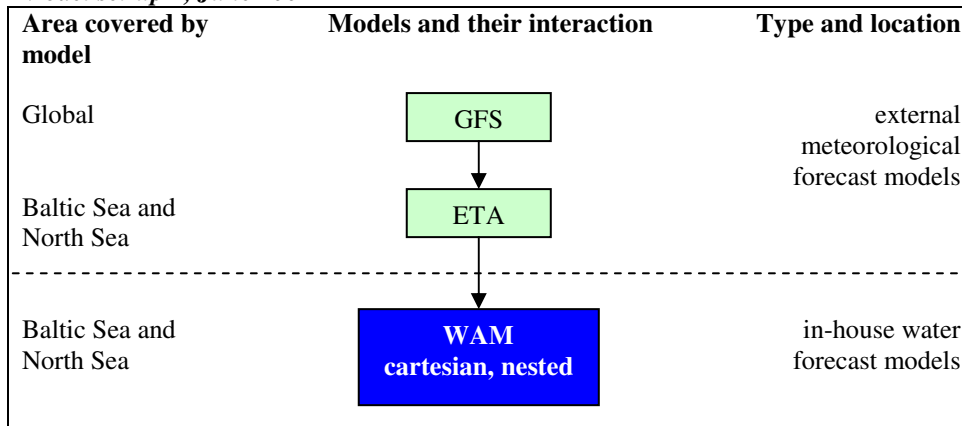 Area covered by Models and their interaction Type and location
model
Global GFS external
meteorological
forecast models
Baltic Sea and ETA
North Sea
Baltic Sea and WAM in-house water
North Sea cartesian, nested forecast models